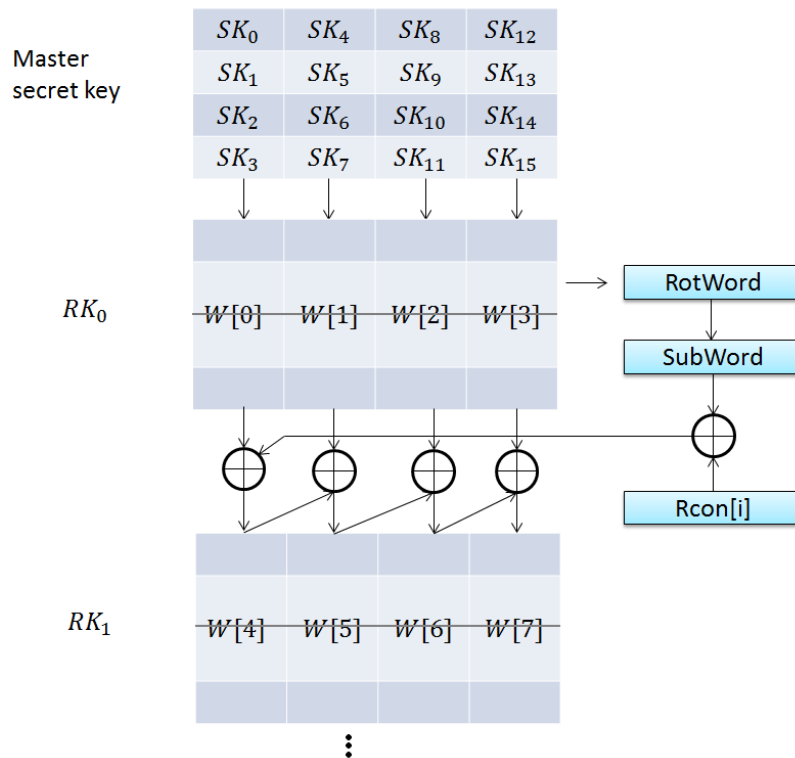 Master
secret key
SK₀ SK₄ SK₈ SK₁₂
SK₁ SK₅ SK₉ SK₁₃
SK₂ SK₆ SK₁₀ SK₁₄
SK₃ SK₇ SK₁₁ SK₁₅
RK₀
W[0] W[1] W[2] W[3]
RotWord
SubWord
Rcon[i]
RK₁
W[4] W[5] W[6] W[7]